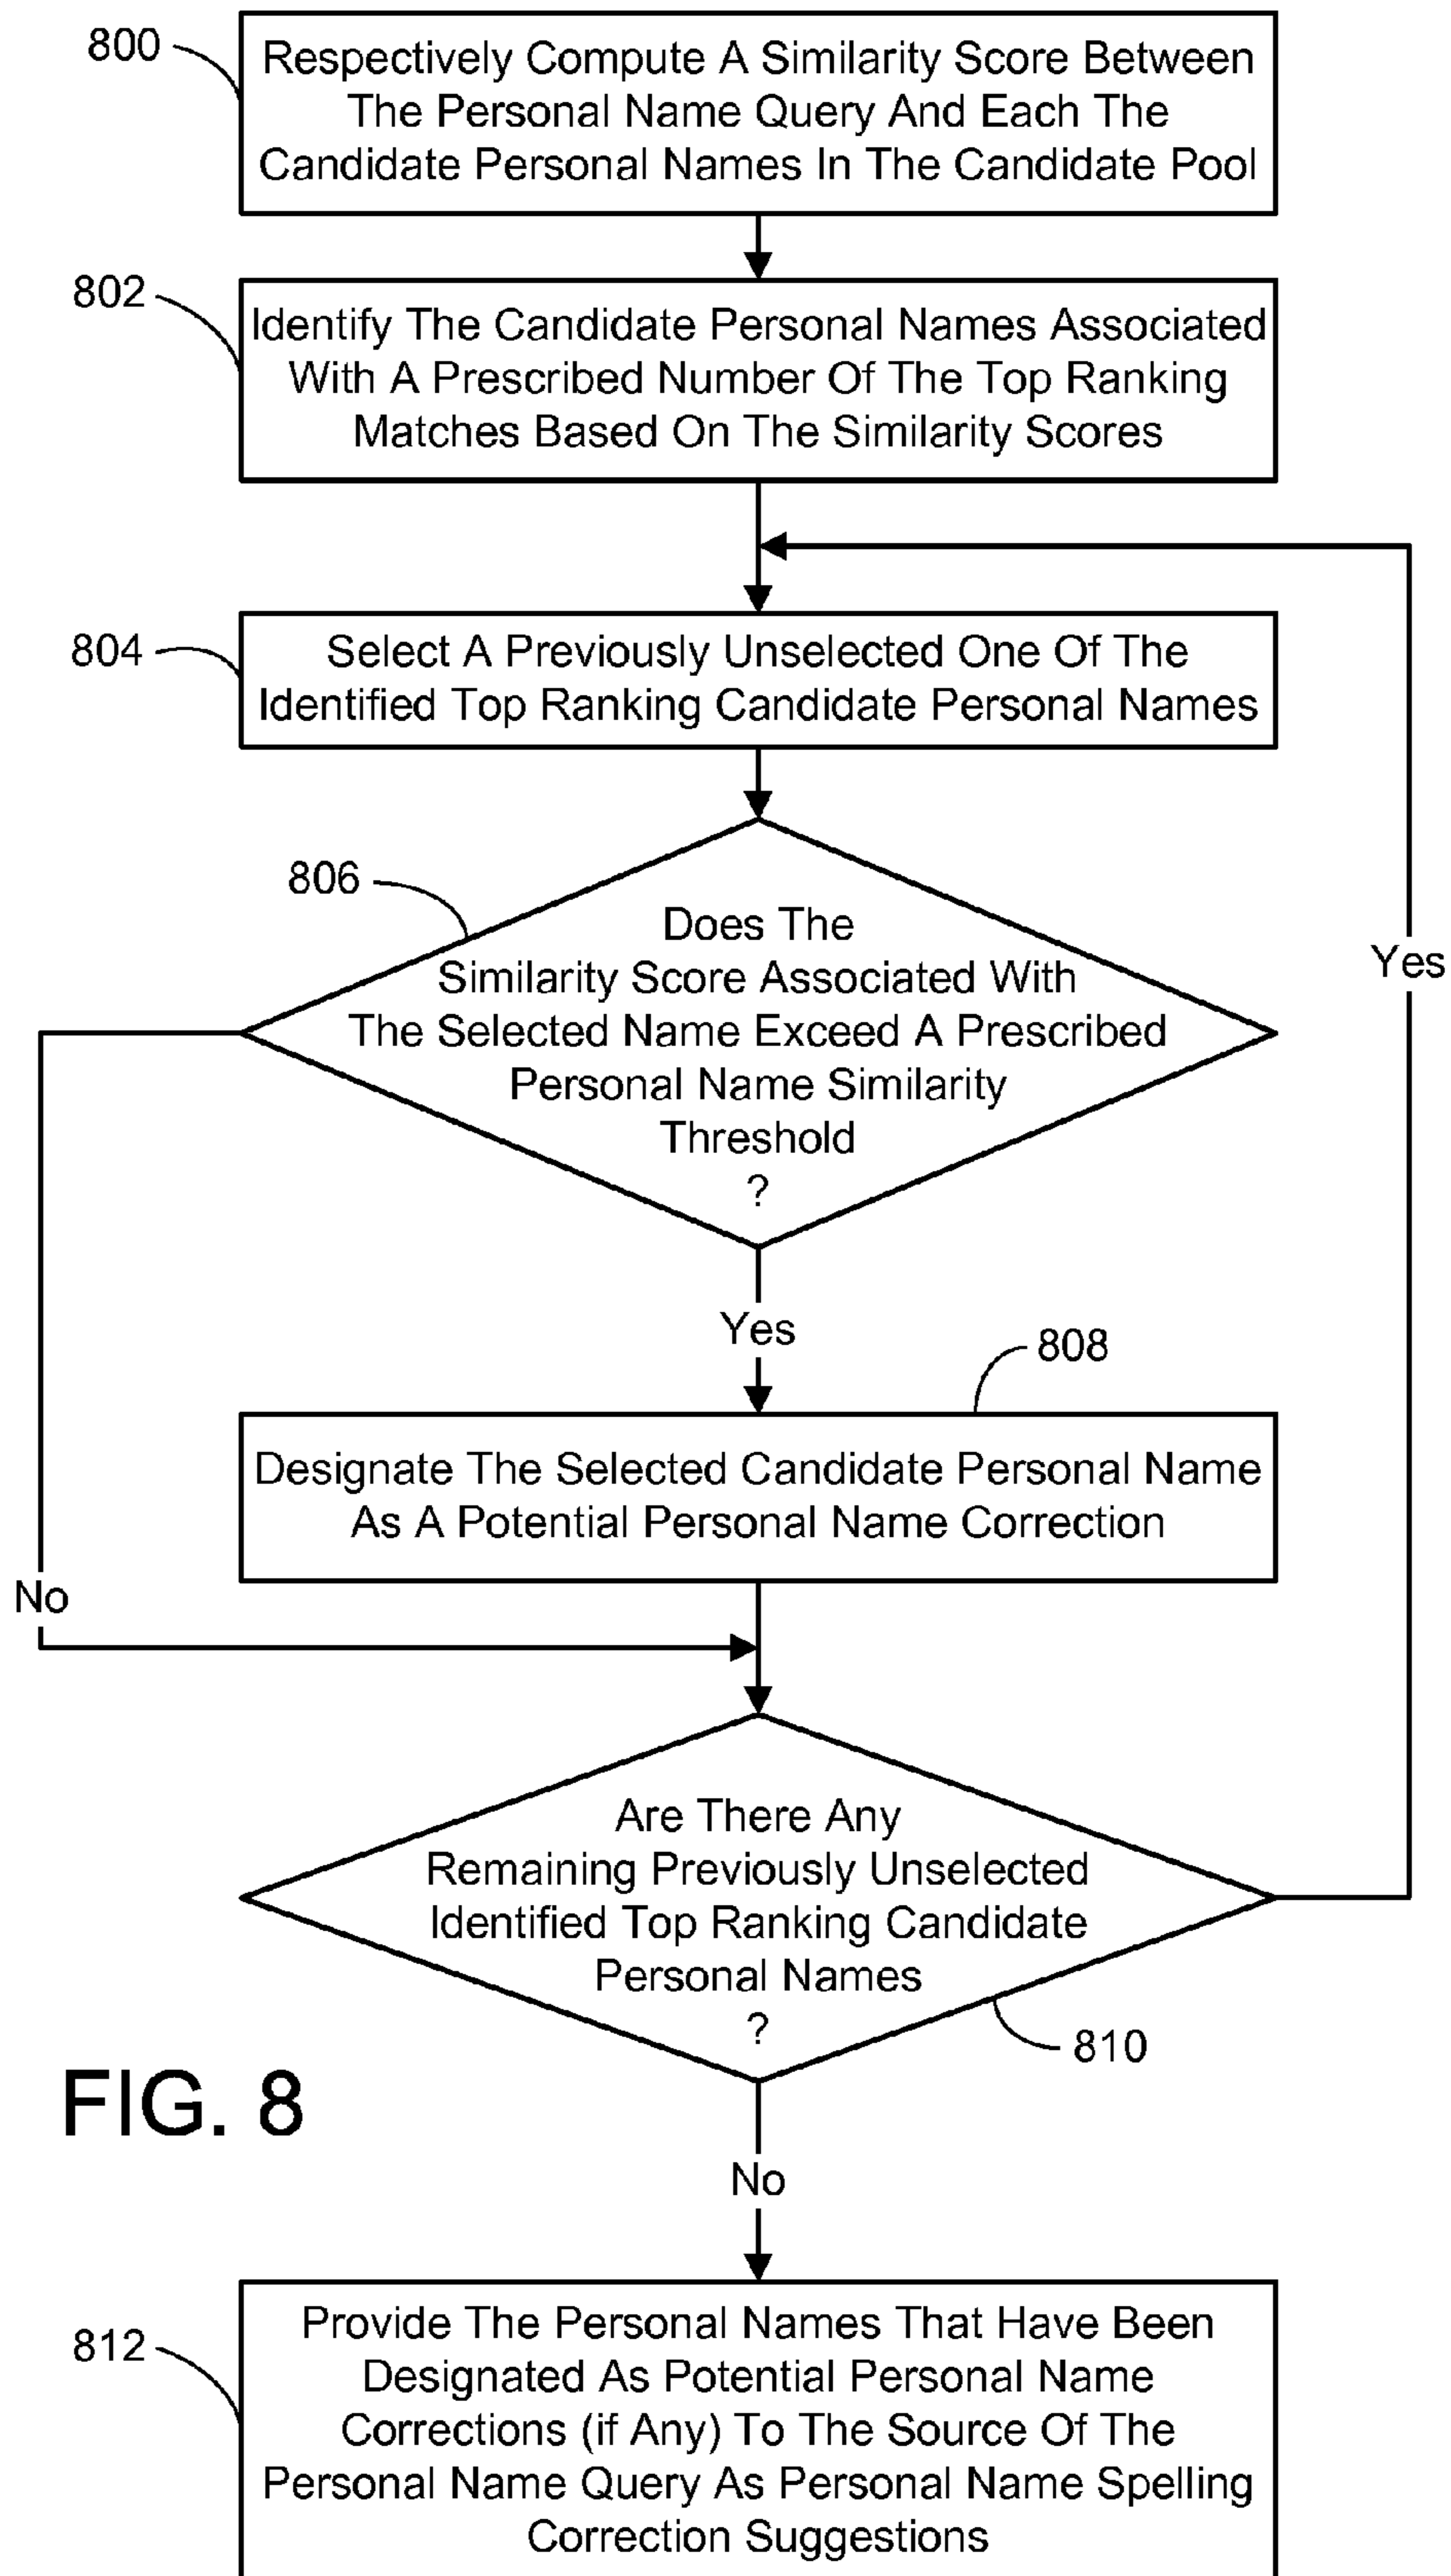 800
Respectively Compute A Similarity Score Between
The Personal Name Query And Each The
Candidate Personal Names In The Candidate Pool
802
Identify The Candidate Personal Names Associated
With A Prescribed Number Of The Top Ranking
Matches Based On The Similarity Scores
804
Select A Previously Unselected One Of The
Identified Top Ranking Candidate Personal Names
806
Does The
Similarity Score Associated With
The Selected Name Exceed A Prescribed
Personal Name Similarity
Threshold
?
Yes
Yes
808
Designate The Selected Candidate Personal Name
As A Potential Personal Name Correction
No
Are There Any
Remaining Previously Unselected
Identified Top Ranking Candidate
Personal Names
?
810
FIG. 8
No
812
Provide The Personal Names That Have Been
Designated As Potential Personal Name
Corrections (if Any) To The Source Of The
Personal Name Query As Personal Name Spelling
Correction Suggestions